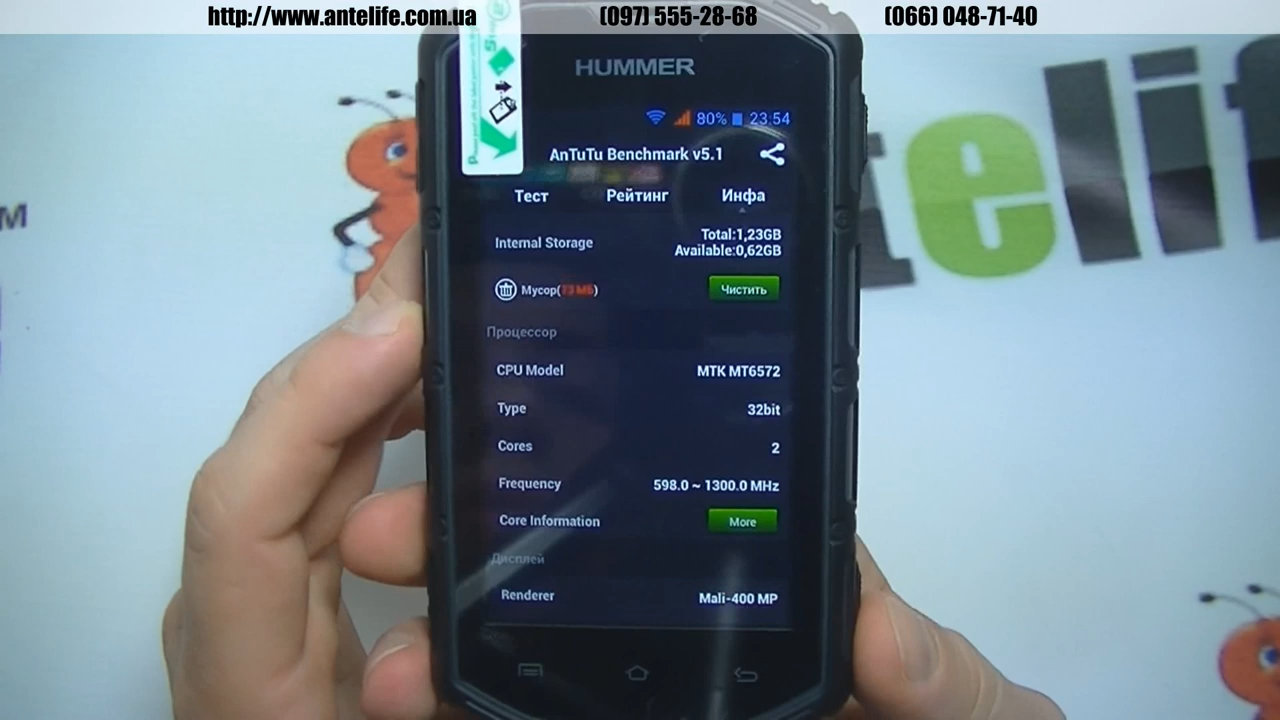 http://www.antelife.com.ua (097) 555-28-68 (066) 048-71-40
HUMMER
80% 23:54
AnTuTu Benchmark v5.1
Тест Рейтинг Инфа
Internal Storage Total:1,23GB
Available:0,62GB
Мусор(73 МБ) Чистить
Процессор
CPU Model MTK MT6572
Type 32bit
Cores 2
Frequency 598.0 ~ 1300.0 MHz
Core Information More
Дисплей
Renderer Mali-400 MP
elif
м